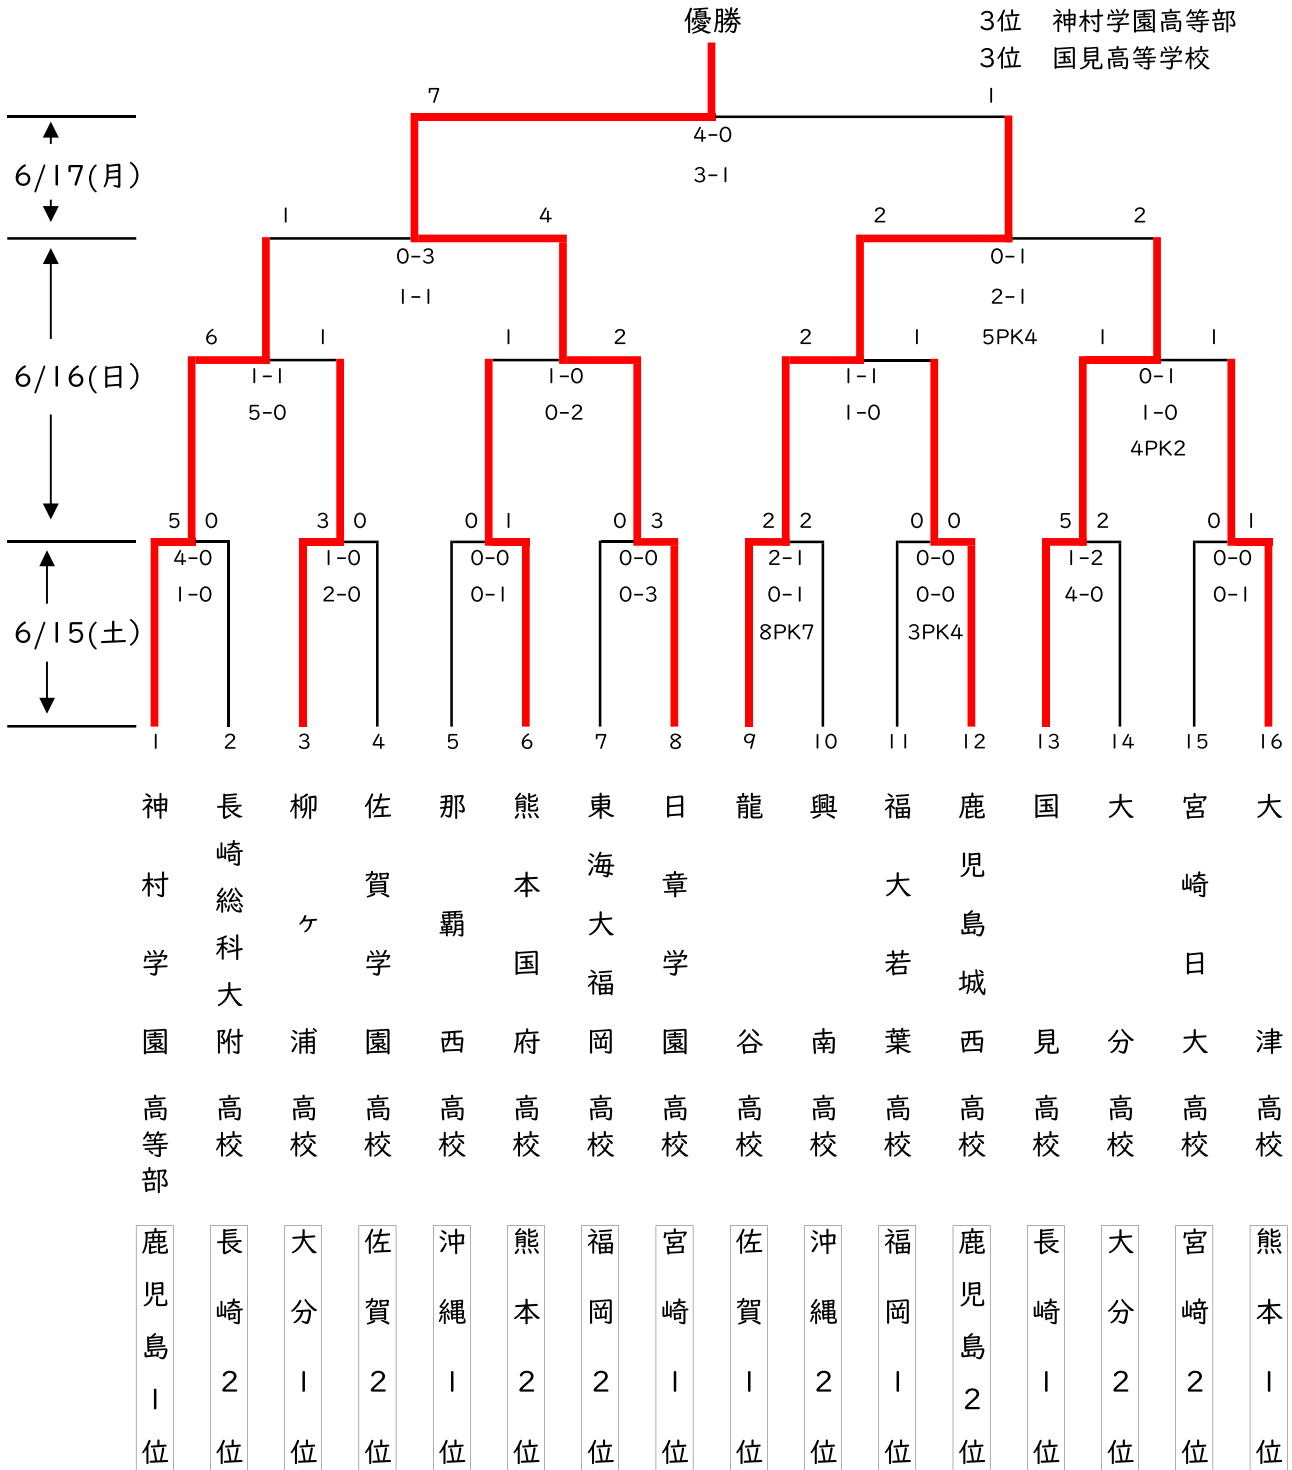 優勝
3位　神村学園高等部
3位　国見高等学校
7
1
4-0
3-1
6/17(月)
1
4
2
2
0-3
1-1
0-1
2-1
5PK4
6
1
1
2
2
1
1
1
1-1
5-0
1-0
0-2
1-1
1-0
0-1
1-0
4PK2
6/16(日)
5 0
3 0
0 1
0 3
2 2
0 0
5 2
0 1
4-0
1-0
1-0
2-0
0-0
0-1
0-0
0-3
2-1
0-1
8PK7
0-0
0-0
3PK4
1-2
4-0
0-0
0-1
6/15(土)
1 2 3 4 5 6 7 8 9 10 11 12 13 14 15 16
神村学園高等部
長崎総科大附高校
柳ヶ浦高校
佐賀学園高校
那覇西高校
熊本国府高校
東海大福岡高校
日章学園高校
龍谷高校
興南高校
福大若葉高校
鹿児島城西高校
国見高校
大分高校
宮崎日大高校
大津高校
鹿児島1位
長崎2位
大分1位
佐賀2位
沖縄1位
熊本2位
福岡2位
宮崎1位
佐賀1位
沖縄2位
福岡1位
鹿児島2位
長崎1位
大分2位
宮﨑2位
熊本1位